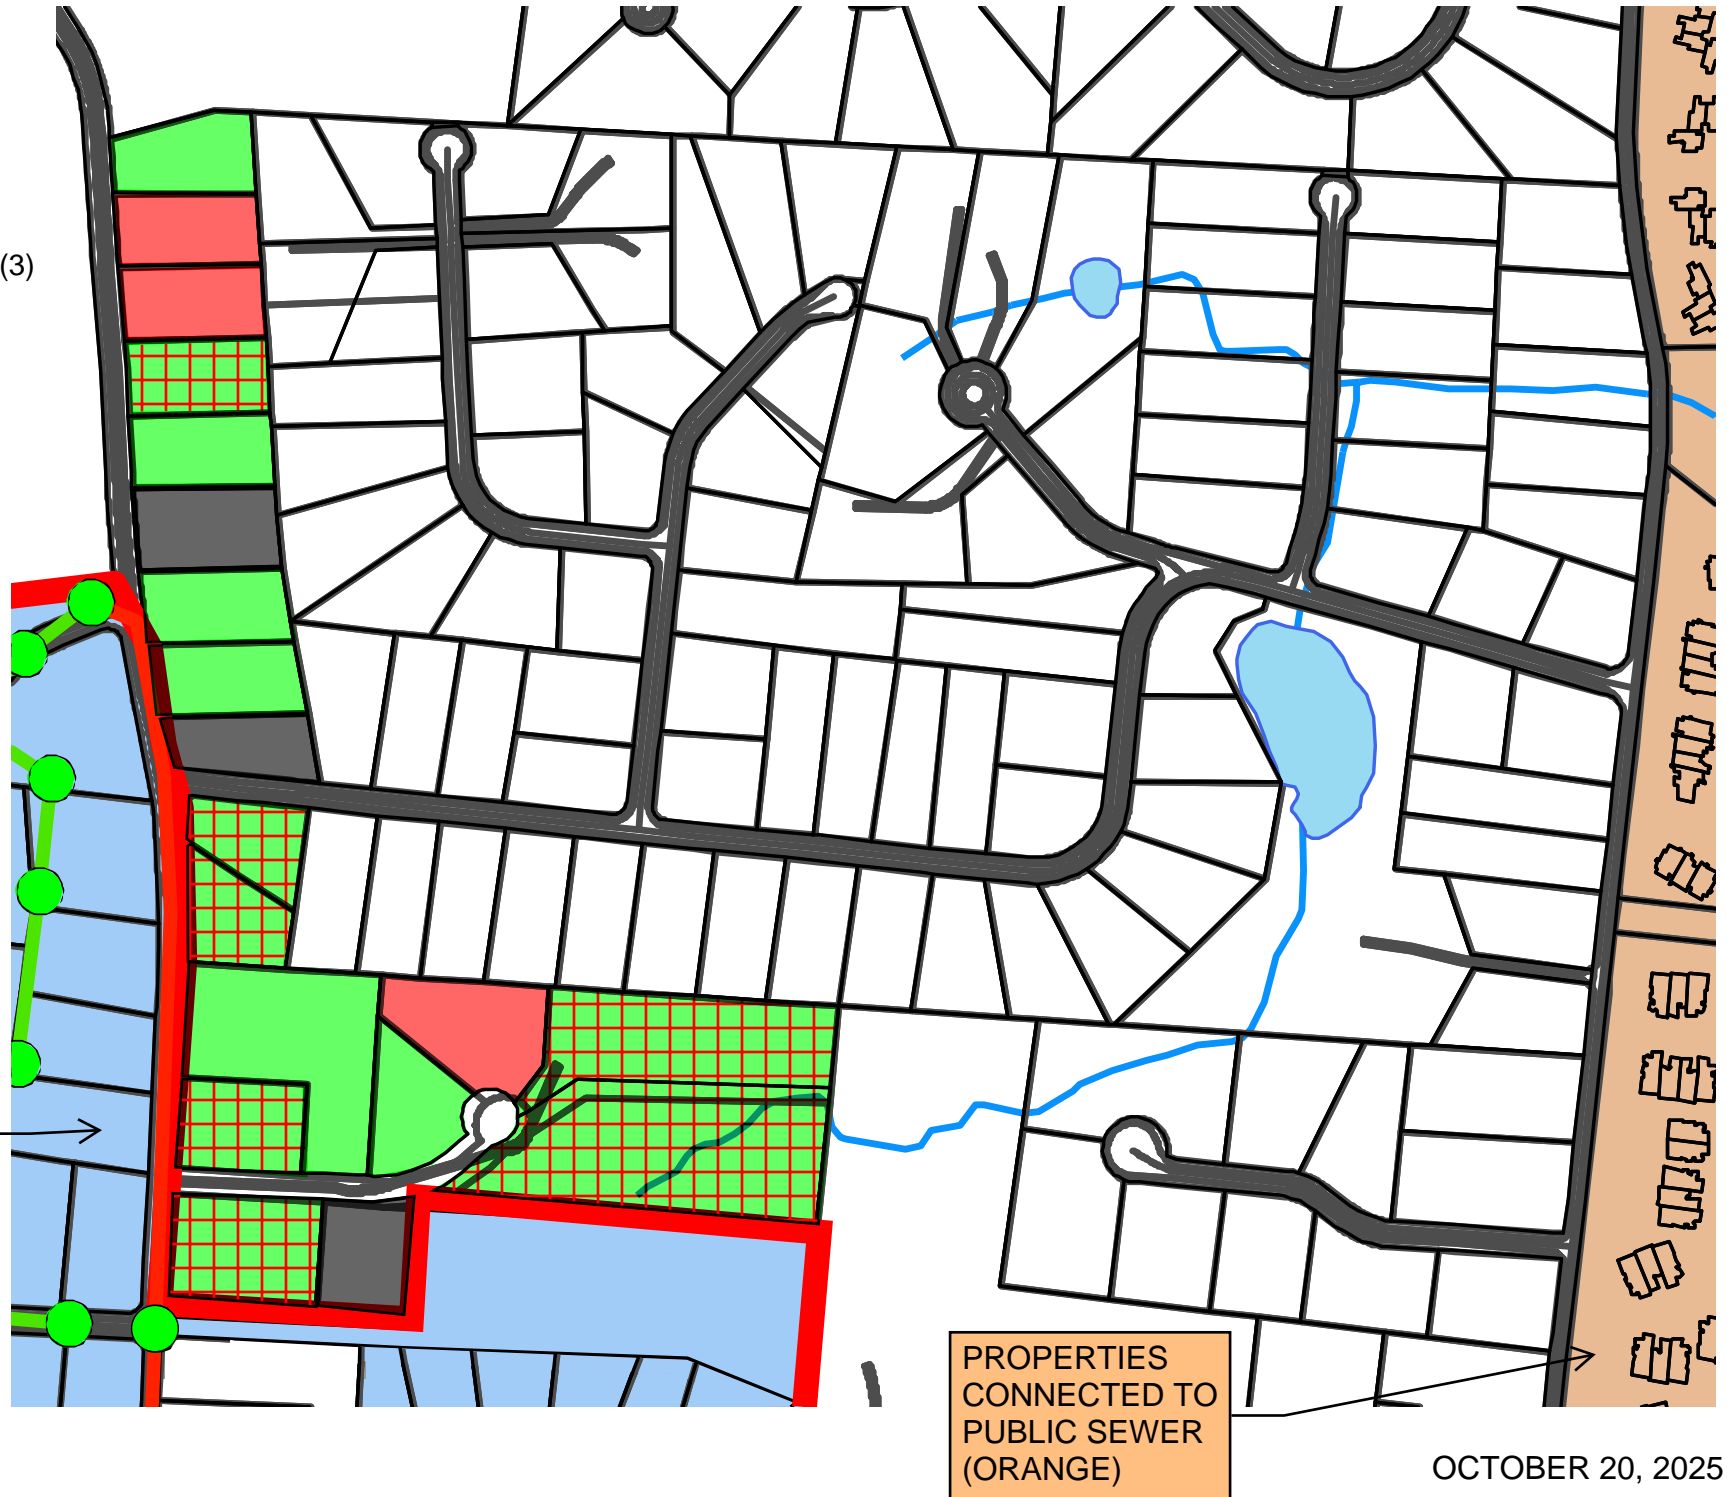 (3)
PROPERTIES
CONNECTED TO
PUBLIC SEWER
(ORANGE)
OCTOBER 20, 2025